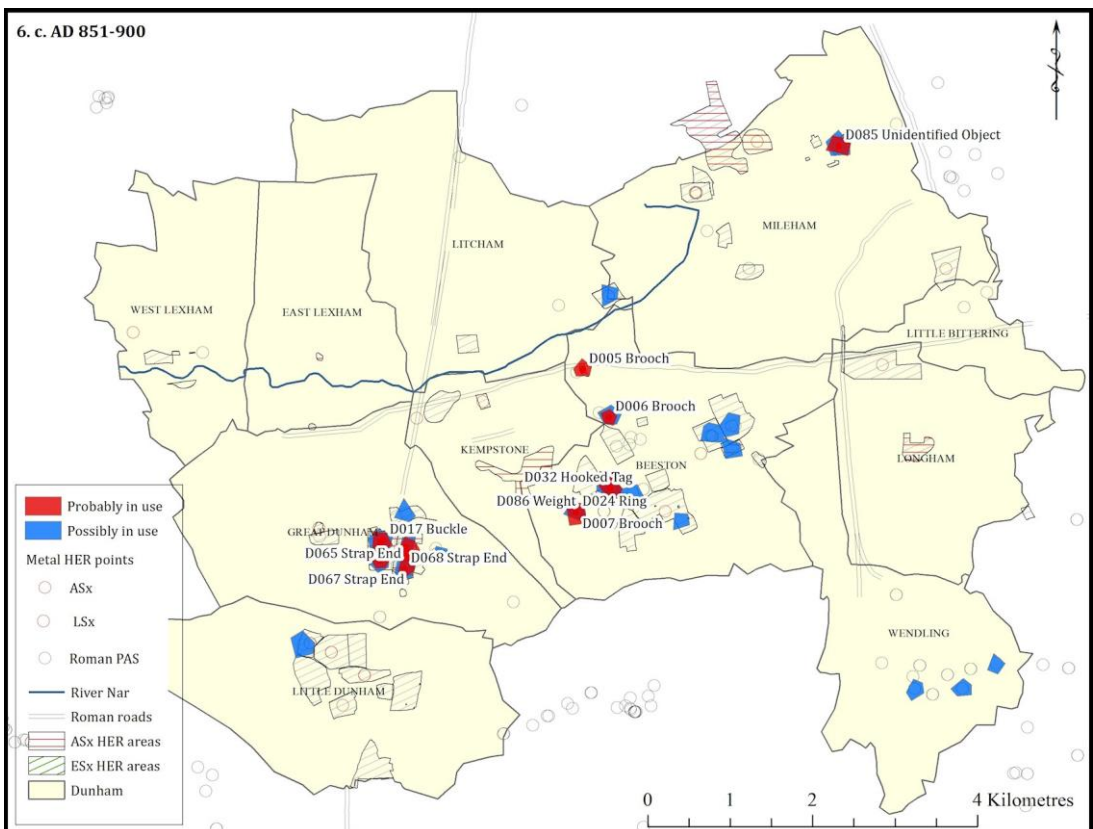 6. c. AD 851-900
D085 Unidentified Object
MILEHAM
LITCHAM
WEST LEXHAM
EAST LEXHAM
LITTLE BITTERING
D005 Brooch
D006 Brooch
KEMPSTONE
BEESTON
LONGHAM
D032 Hooked Tag
D086 Weight
D024 Ring
D007 Brooch
GREAT DUNHAM
D017 Buckle
D065 Strap End
D068 Strap End
D067 Strap End
WENDLING
LITTLE DUNHAM
Probably in use
Possibly in use
Metal HER points
ASx
LSx
Roman PAS
River Nar
Roman roads
ASx HER areas
ESx HER areas
Dunham
0 1 2 4 Kilometres